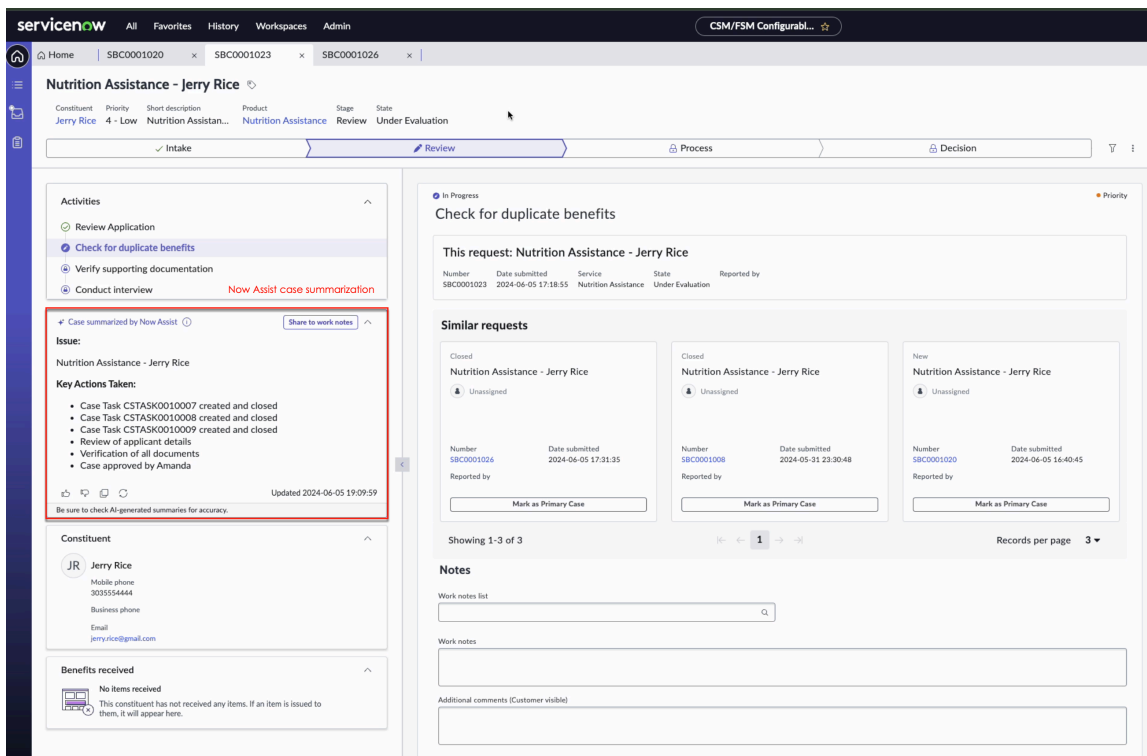 servicenow All Favorites History Workspaces Admin CSM/FSM Configurabl...
Home SBC0001020 × SBC0001023 × SBC0001026 ×
Nutrition Assistance - Jerry Rice
Constituent Priority Short description Product Stage State
Jerry Rice 4 - Low Nutrition Assistan... Nutrition Assistance Review Under Evaluation
Intake Review Process Decision
Activities
Review Application
Check for duplicate benefits
Verify supporting documentation
Conduct interview
Now Assist case summarization
Case summarized by Now Assist Share to work notes
Issue:
Nutrition Assistance - Jerry Rice
Key Actions Taken:
• Case Task CSTASK0010007 created and closed
• Case Task CSTASK0010008 created and closed
• Case Task CSTASK0010009 created and closed
• Review of applicant details
• Verification of all documents
• Case approved by Amanda
Updated 2024-06-05 19:09:59
Be sure to check AI-generated summaries for accuracy.
Constituent
JR Jerry Rice
Mobile phone
3035554444
Business phone
Email
jerry.rice@gmail.com
Benefits received
No items received
This constituent has not received any items. If an item is issued to
them, it will appear here.
In Progress Priority
Check for duplicate benefits
This request: Nutrition Assistance - Jerry Rice
Number Date submitted Service State Reported by
SBC0001023 2024-06-05 17:18:55 Nutrition Assistance Under Evaluation
Similar requests
Closed
Nutrition Assistance - Jerry Rice
Unassigned
Number Date submitted
SBC0001026 2024-06-05 17:31:35
Reported by
Mark as Primary Case
Closed
Nutrition Assistance - Jerry Rice
Unassigned
Number Date submitted
SBC0001008 2024-05-31 23:30:48
Reported by
Mark as Primary Case
New
Nutrition Assistance - Jerry Rice
Unassigned
Number Date submitted
SBC0001020 2024-06-05 16:40:45
Reported by
Mark as Primary Case
Showing 1-3 of 3 1 Records per page 3
Notes
Work notes list
Work notes
Additional comments (Customer visible)